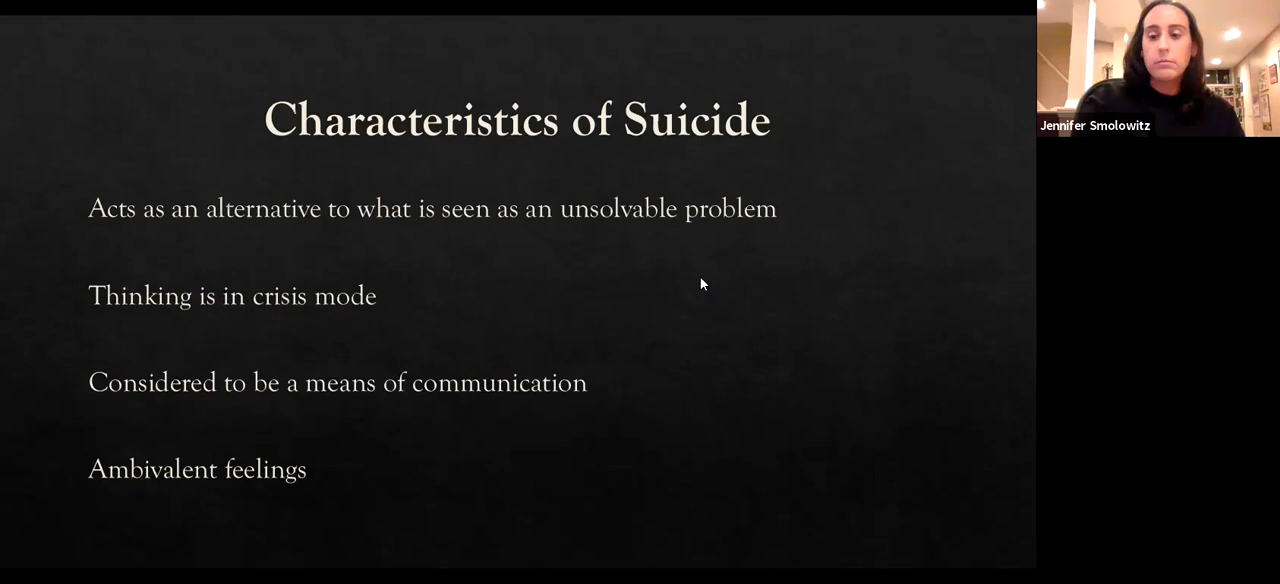 Characteristics of Suicide
Acts as an alternative to what is seen as an unsolvable problem
Thinking is in crisis mode
Considered to be a means of communication
Ambivalent feelings
Jennifer Smolowitz